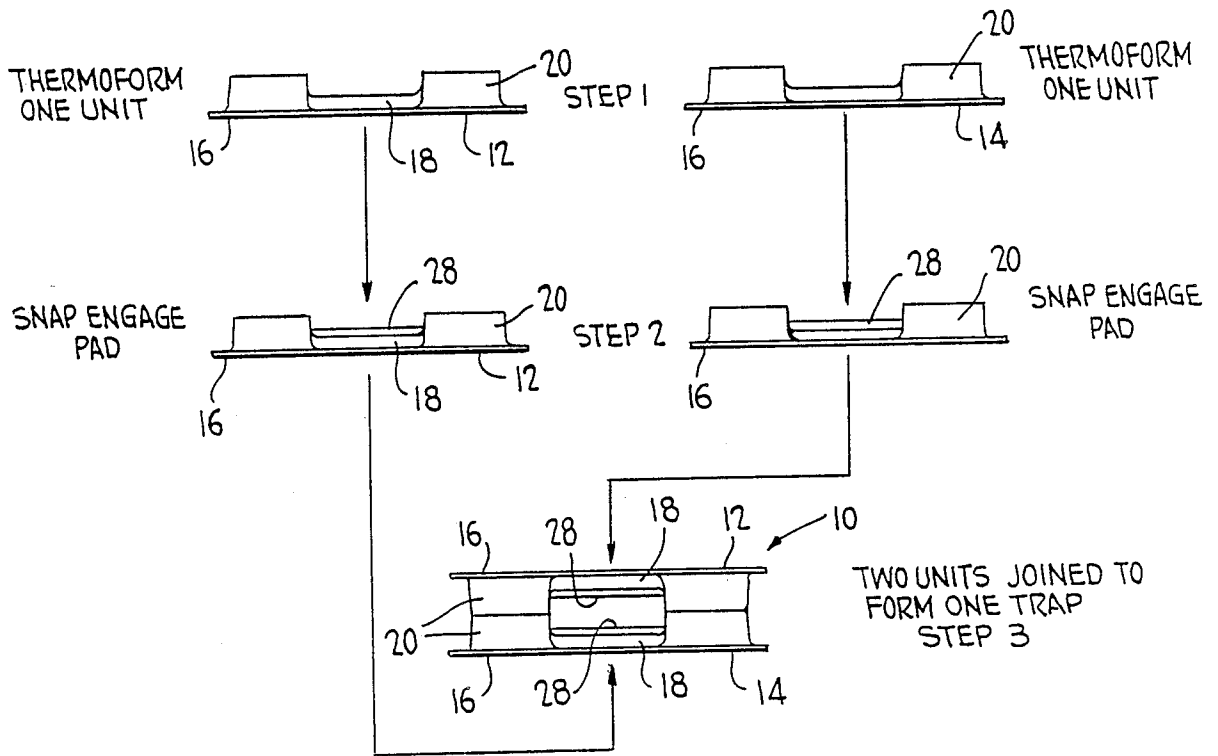 THERMOFORM
ONE UNIT
20
STEP 1
16
18
12
20
THERMOFORM
ONE UNIT
16
14
SNAP ENGAGE
PAD
28
20
STEP 2
16
18
12
28
20
SNAP ENGAGE
PAD
16
16
28
18
12
10
20
16
28
18
14
TWO UNITS JOINED TO
FORM ONE TRAP
STEP 3